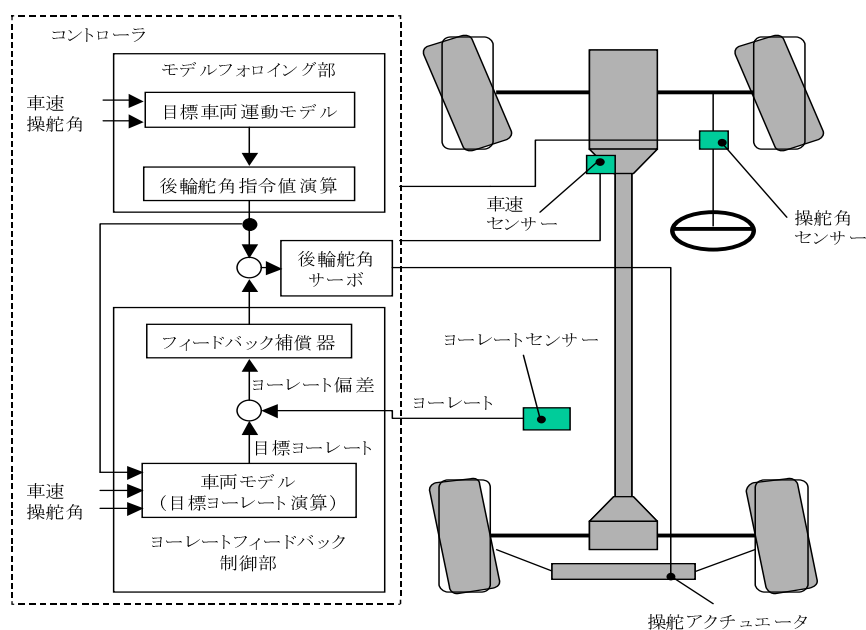 コントローラ
モデルフォロイング部
車速
操舵角
目標車両運動モデル
後輪舵角指令値演算
後輪舵角
サーボ
車速
センサー
操舵角
センサー
フィードバック補償器
ヨーレートセンサー
ヨーレート偏差
ヨーレート
目標ヨーレート
車両モデル
（目標ヨーレート演算）
車速
操舵角
ヨーレートフィードバック
制御部
操舵アクチュエータ